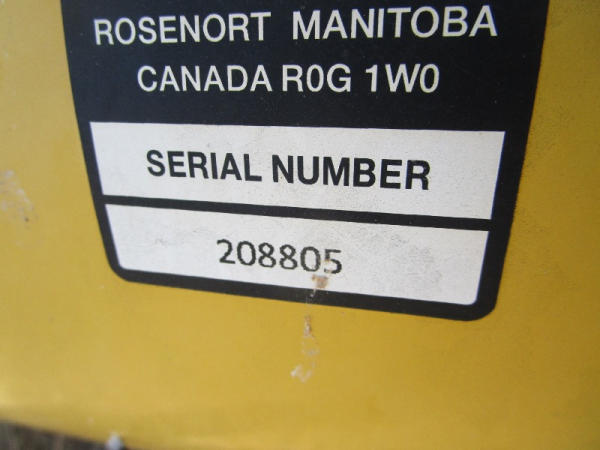 ROSENORT MANITOBA
CANADA R0G 1W0
SERIAL NUMBER
208805